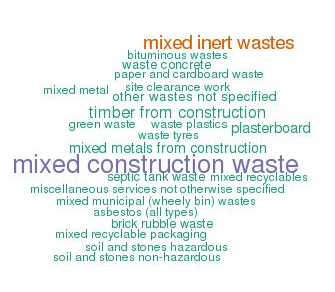 mixed inert wastes
bituminous wastes
waste concrete
paper and cardboard waste
mixed metal site clearance work
other wastes not specified
timber from construction
green waste waste plastics plasterboard
waste tyres
mixed metals from construction
mixed construction waste
septic tank waste mixed recyclables
miscellaneous services not otherwise specified
mixed municipal (wheely bin) wastes
asbestos (all types)
brick rubble waste
mixed recyclable packaging
soil and stones hazardous
soil and stones non-hazardous